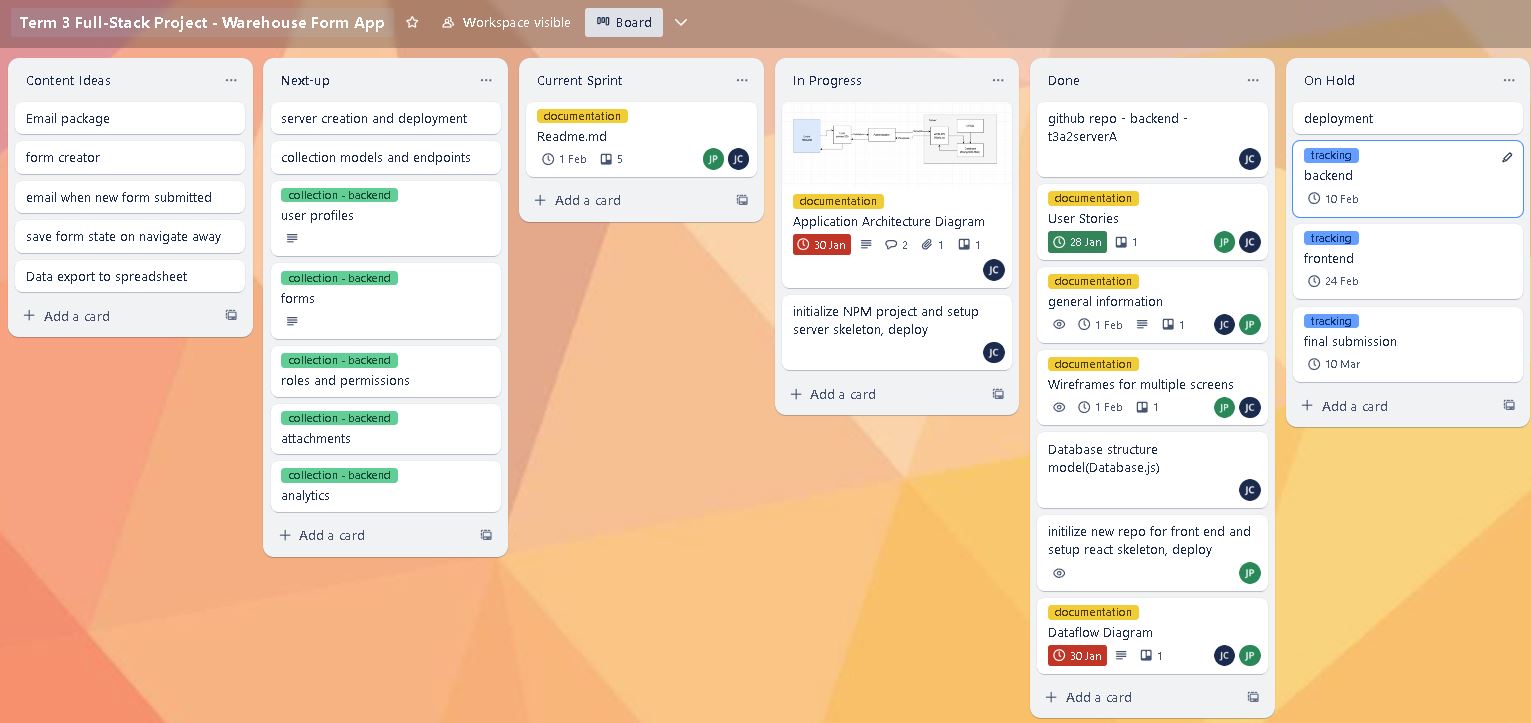 Term 3 Full-Stack Project - Warehouse Form App
Workspace visible
Board
Content Ideas
Email package
form creator
email when new form submitted
save form state on navigate away
Data export to spreadsheet
Add a card
Next-up
server creation and deployment
collection models and endpoints
collection - backend
user profiles
collection - backend
forms
collection - backend
roles and permissions
collection - backend
attachments
collection - backend
analytics
Add a card
Current Sprint
documentation
Readme.md
1 Feb 5 JP JC
Add a card
In Progress
documentation
Application Architecture Diagram
30 Jan 2 1 1
JC
initialize NPM project and setup
server skeleton, deploy
JC
Add a card
Done
github repo - backend -
t3a2serverA
JC
documentation
User Stories
28 Jan 1 JP JC
documentation
general information
1 Feb 1 JC JP
documentation
Wireframes for multiple screens
1 Feb 1 JP JC
Database structure
model(Database.js)
JC
initilize new repo for front end and
setup react skeleton, deploy
JP
documentation
Dataflow Diagram
30 Jan 1 JC JP
Add a card
On Hold
deployment
tracking
backend
10 Feb
tracking
frontend
24 Feb
tracking
final submission
10 Mar
Add a card